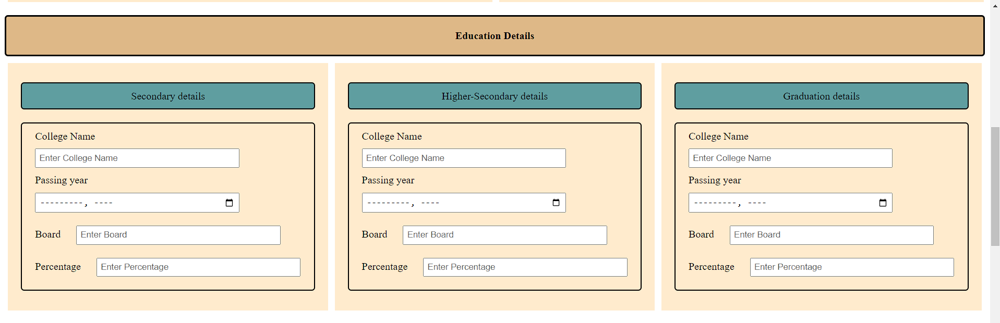 Education Details
Secondary details
College Name
Enter College Name
Passing year
---------, ----
Board Enter Board
Percentage Enter Percentage
Higher-Secondary details
College Name
Enter College Name
Passing year
---------, ----
Board Enter Board
Percentage Enter Percentage
Graduation details
College Name
Enter College Name
Passing year
---------, ----
Board Enter Board
Percentage Enter Percentage